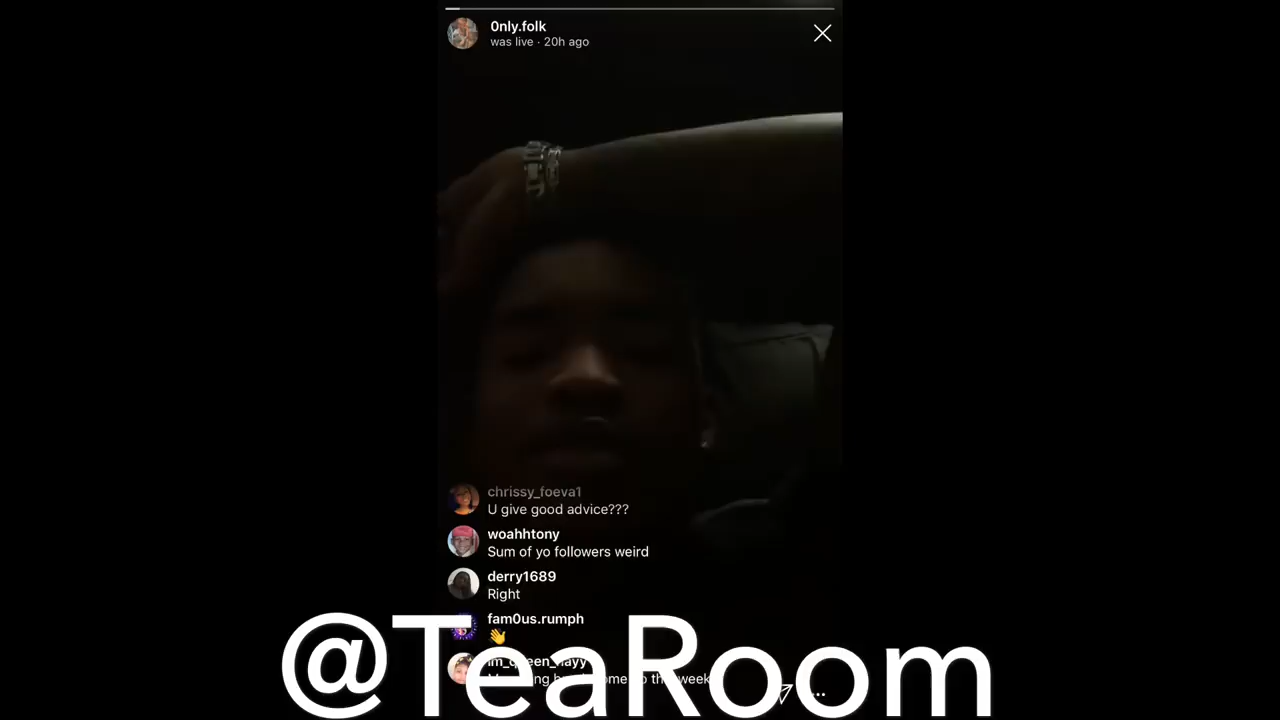 0nly.folk
was live · 20h ago
chrissy_foeva1
U give good advice???
woahhtony
Sum of yo followers weird
derry1689
Right
fam0us.rumph
👋
@TeaRoom